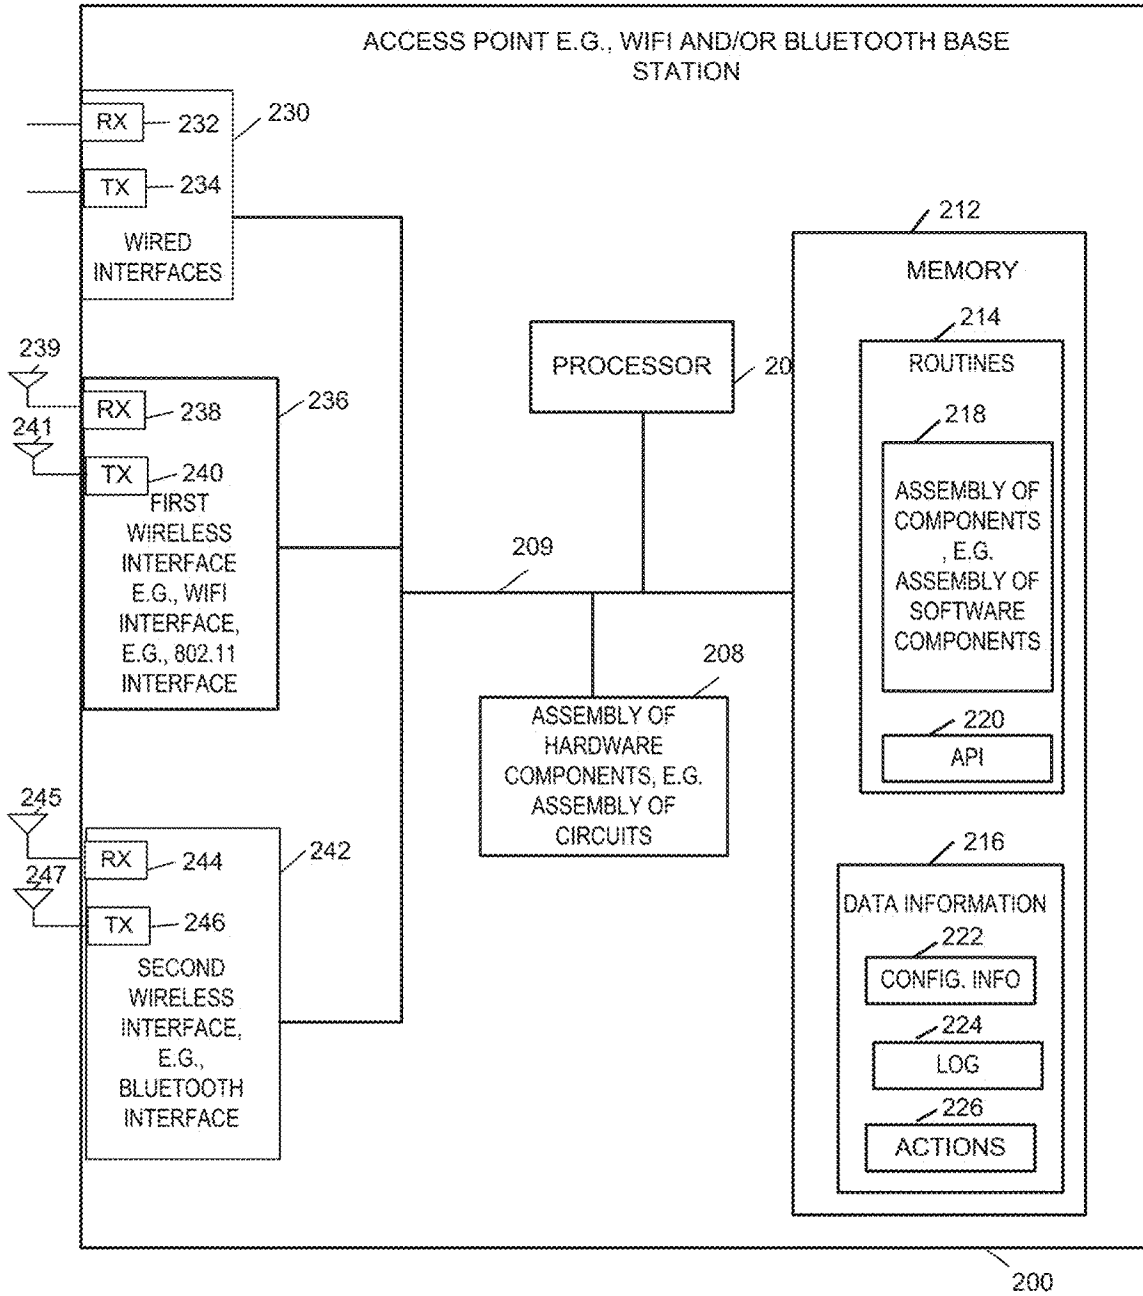 ACCESS POINT E.G., WIFI AND/OR BLUETOOTH BASE
STATION
RX
232
230
TX
234
WIRED
INTERFACES
239
RX
238
236
241
TX
240
FIRST
WIRELESS
INTERFACE
E.G., WIFI
INTERFACE,
E.G., 802.11
INTERFACE
245
RX
244
242
247
TX
246
SECOND
WIRELESS
INTERFACE,
E.G.,
BLUETOOTH
INTERFACE
PROCESSOR
20
209
208
ASSEMBLY OF
HARDWARE
COMPONENTS, E.G.
ASSEMBLY OF
CIRCUITS
212
MEMORY
214
ROUTINES
218
ASSEMBLY OF
COMPONENTS
, E.G.
ASSEMBLY OF
SOFTWARE
COMPONENTS
220
API
216
DATA INFORMATION
222
CONFIG. INFO
224
LOG
226
ACTIONS
200